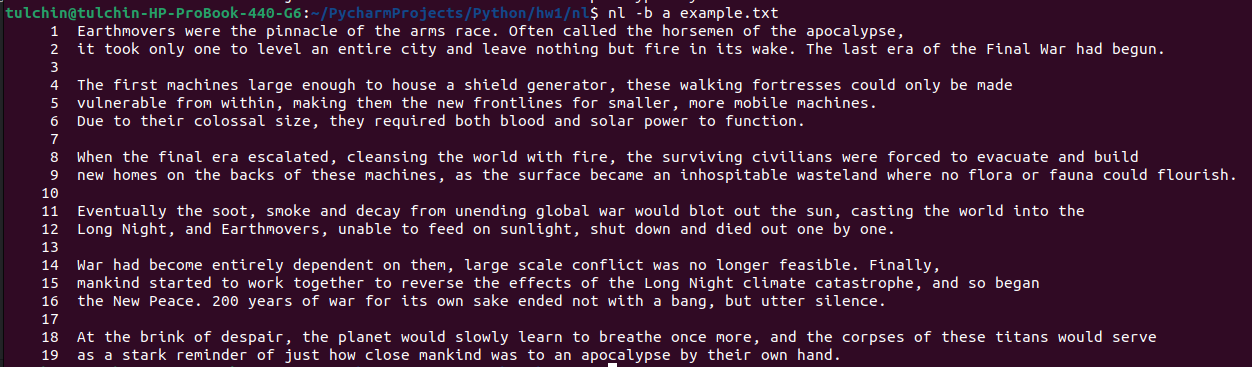 tulchin@tulchin-HP-ProBook-440-G6:~/PycharmProjects/Python/hw1/nl$ nl -b a example.txt
1 Earthmovers were the pinnacle of the arms race. Often called the horsemen of the apocalypse,
2 it took only one to level an entire city and leave nothing but fire in its wake. The last era of the Final War had begun.
3
4 The first machines large enough to house a shield generator, these walking fortresses could only be made
5 vulnerable from within, making them the new frontlines for smaller, more mobile machines.
6 Due to their colossal size, they required both blood and solar power to function.
7
8 When the final era escalated, cleansing the world with fire, the surviving civilians were forced to evacuate and build
9 new homes on the backs of these machines, as the surface became an inhospitable wasteland where no flora or fauna could flourish.
10
11 Eventually the soot, smoke and decay from unending global war would blot out the sun, casting the world into the
12 Long Night, and Earthmovers, unable to feed on sunlight, shut down and died out one by one.
13
14 War had become entirely dependent on them, large scale conflict was no longer feasible. Finally,
15 mankind started to work together to reverse the effects of the Long Night climate catastrophe, and so began
16 the New Peace. 200 years of war for its own sake ended not with a bang, but utter silence.
17
18 At the brink of despair, the planet would slowly learn to breathe once more, and the corpses of these titans would serve
19 as a stark reminder of just how close mankind was to an apocalypse by their own hand.